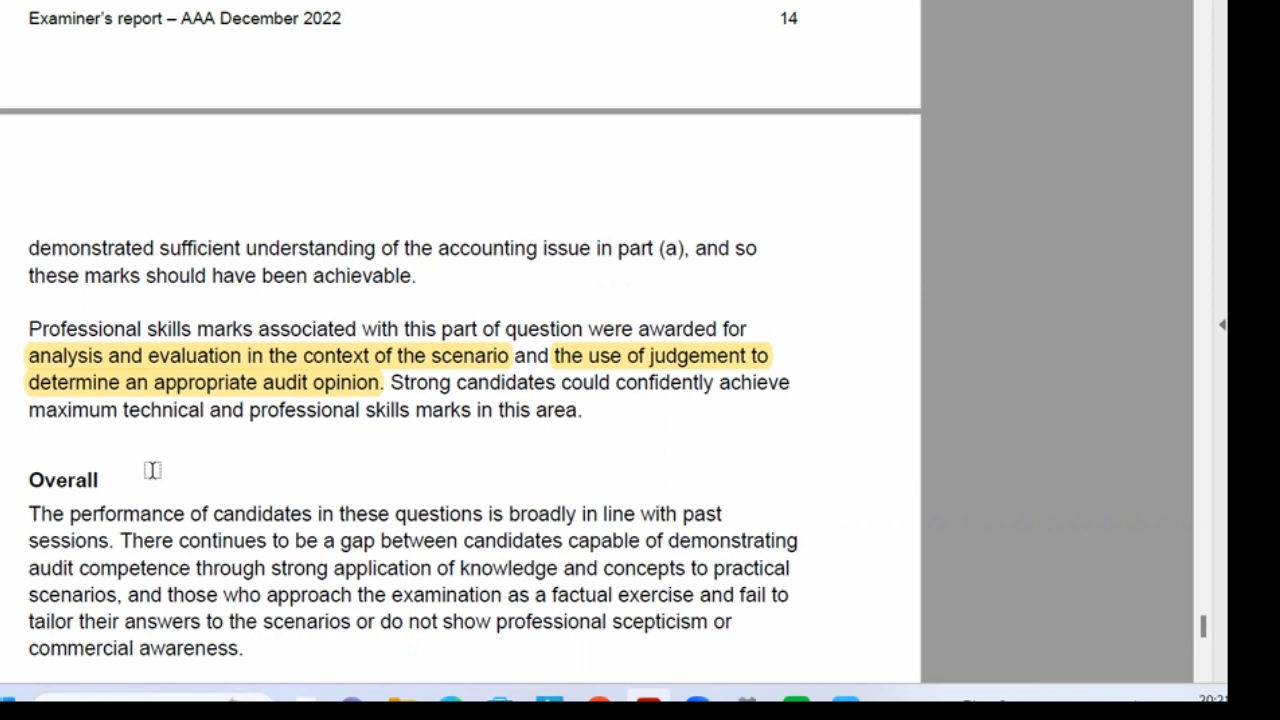 Examiner's report – AAA December 2022 14
demonstrated sufficient understanding of the accounting issue in part (a), and so
these marks should have been achievable.
Professional skills marks associated with this part of question were awarded for
analysis and evaluation in the context of the scenario and the use of judgement to
determine an appropriate audit opinion. Strong candidates could confidently achieve
maximum technical and professional skills marks in this area.
Overall
The performance of candidates in these questions is broadly in line with past
sessions. There continues to be a gap between candidates capable of demonstrating
audit competence through strong application of knowledge and concepts to practical
scenarios, and those who approach the examination as a factual exercise and fail to
tailor their answers to the scenarios or do not show professional scepticism or
commercial awareness.